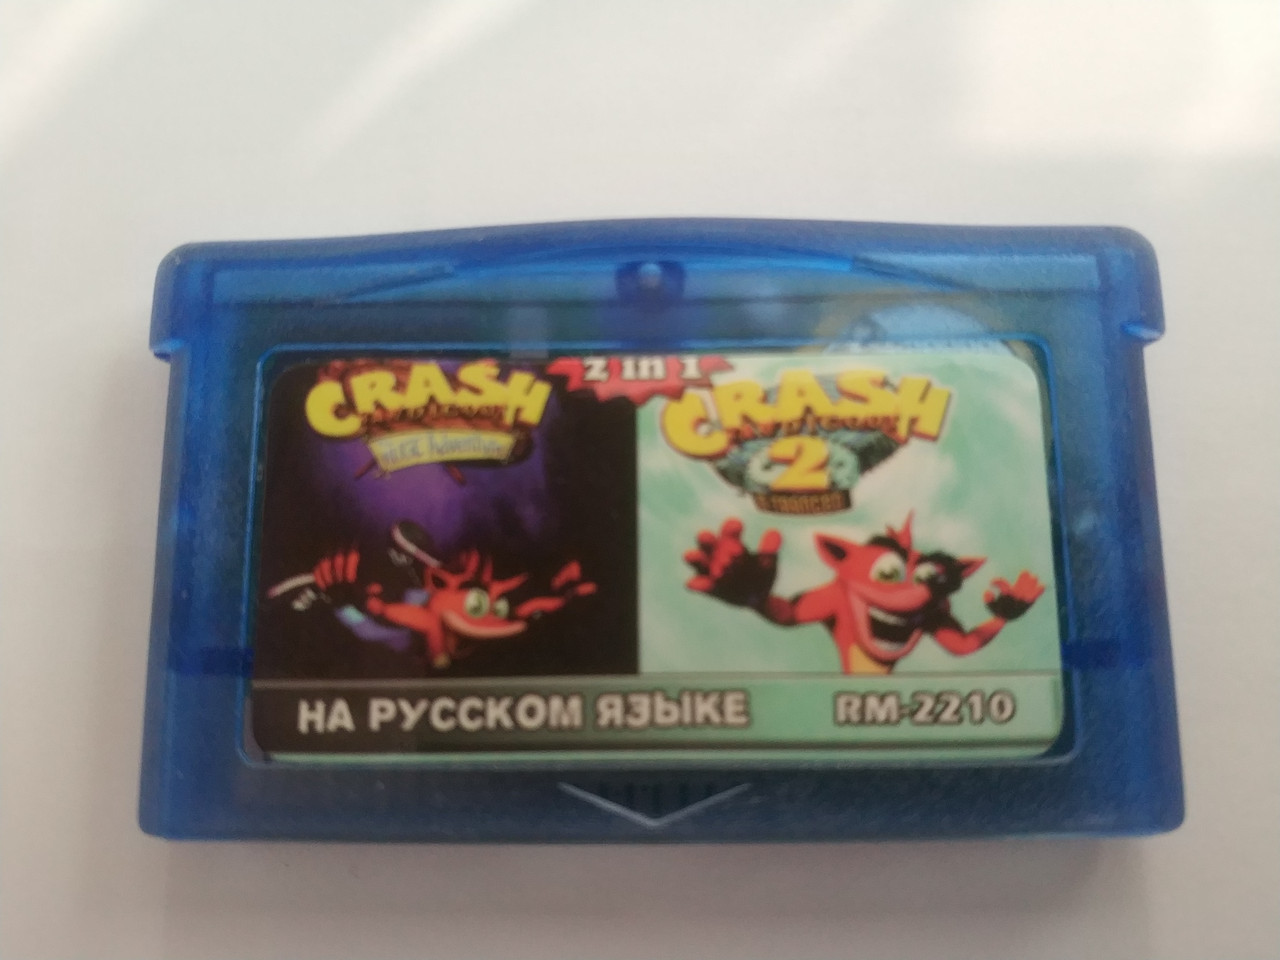 2 in 1
CRASH
CRASH
2
НА РУССКОМ ЯЗЫКЕ
RM-2210